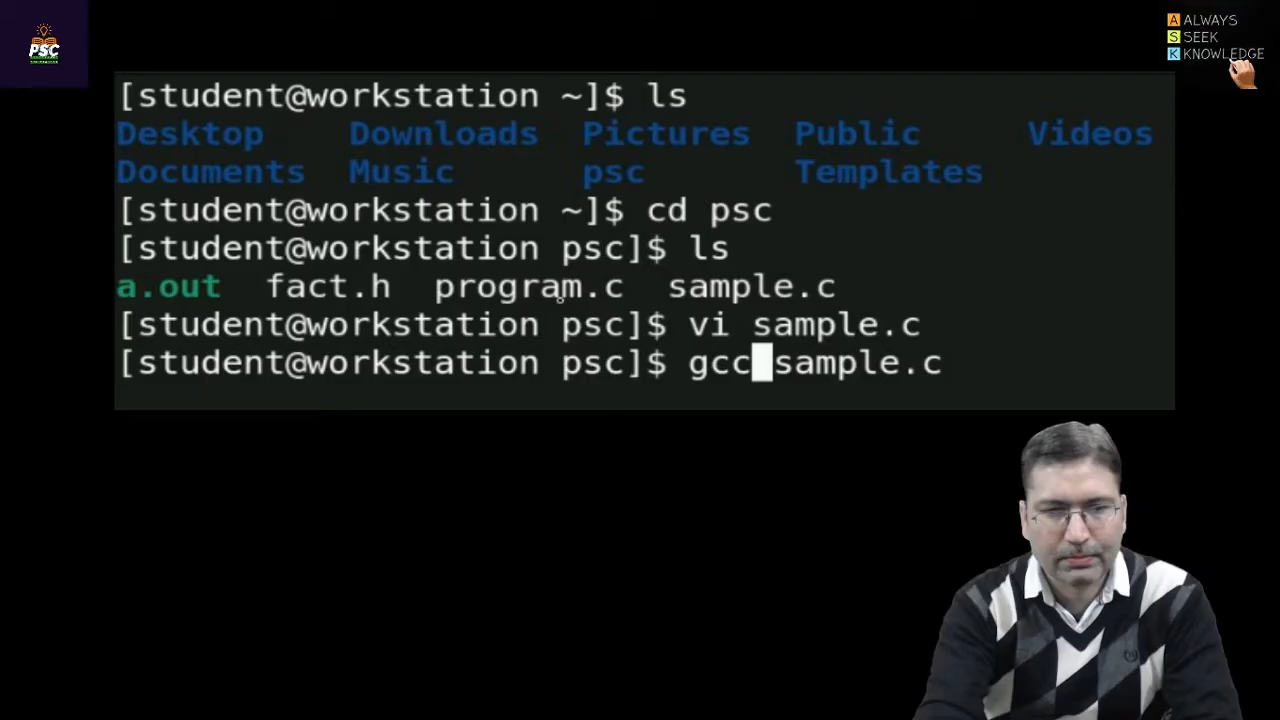 PSC
A ALWAYS
S SEEK
K KNOWLEDGE
[student@workstation ~]$ ls
Desktop Downloads Pictures Public Videos
Documents Music psc Templates
[student@workstation ~]$ cd psc
[student@workstation psc]$ ls
a.out fact.h program.c sample.c
[student@workstation psc]$ vi sample.c
[student@workstation psc]$ gcc sample.c